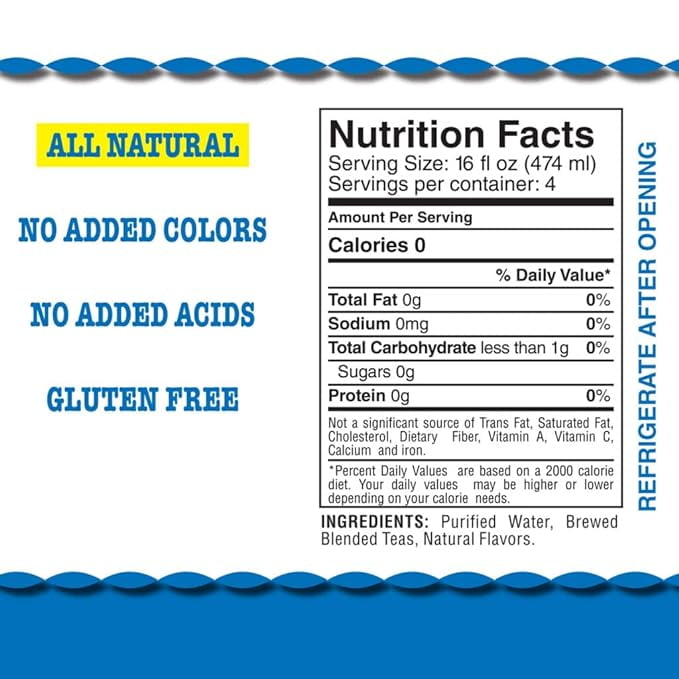 ALL NATURAL
NO ADDED COLORS
NO ADDED ACIDS
GLUTEN FREE
Nutrition Facts
Serving Size: 16 fl oz (474 ml)
Servings per container: 4
Amount Per Serving
Calories 0
% Daily Value*
Total Fat 0g 0%
Sodium 0mg 0%
Total Carbohydrate less than 1g 0%
Sugars 0g
Protein 0g 0%
Not a significant source of Trans Fat, Saturated Fat,
Cholesterol, Dietary Fiber, Vitamin A, Vitamin C,
Calcium and iron.
*Percent Daily Values are based on a 2000 calorie
diet. Your daily values may be higher or lower
depending on your calorie needs.
INGREDIENTS: Purified Water, Brewed
Blended Teas, Natural Flavors.
REFRIGERATE AFTER OPENING